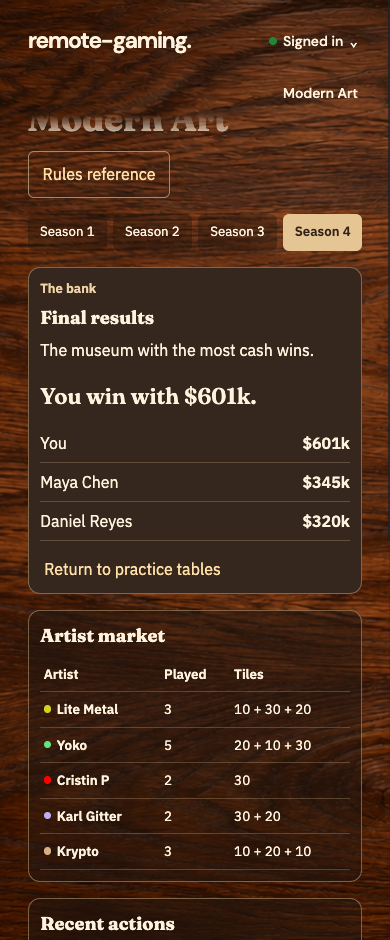 remote-gaming.
Signed in
Modern Art
Modern Art
Rules reference
Season 1 Season 2 Season 3 Season 4
The bank
Final results
The museum with the most cash wins.
You win with $601k.
You $601k
Maya Chen $345k
Daniel Reyes $320k
Return to practice tables
Artist market
Artist Played Tiles
Lite Metal 3 10 + 30 + 20
Yoko 5 20 + 10 + 30
Cristin P 2 30
Karl Gitter 2 30 + 20
Krypto 3 10 + 20 + 10
Recent actions